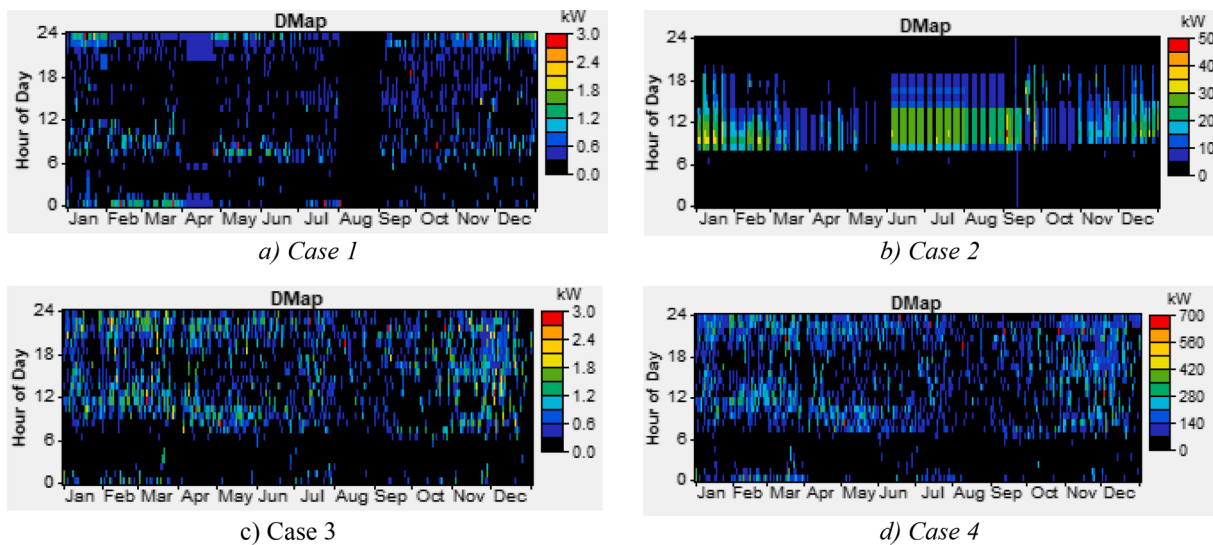 DMap
kW
24
18
12
6
0
Hour of Day
3.0
2.4
1.8
1.2
0.6
0.0
Jan Feb Mar Apr May Jun Jul Aug Sep Oct Nov Dec
a) Case 1
DMap
kW
24
18
12
6
0
Hour of Day
50
40
30
20
10
0
Jan Feb Mar Apr May Jun Jul Aug Sep Oct Nov Dec
b) Case 2
DMap
kW
24
18
12
6
0
Hour of Day
3.0
2.4
1.8
1.2
0.6
0.0
Jan Feb Mar Apr May Jun Jul Aug Sep Oct Nov Dec
c) Case 3
DMap
kW
24
18
12
6
0
Hour of Day
700
560
420
280
140
0
Jan Feb Mar Apr May Jun Jul Aug Sep Oct Nov Dec
d) Case 4